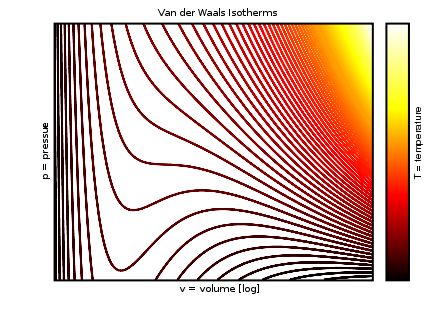 Van der Waals Isotherms
p = pressue
T = temperature
v = volume [log]